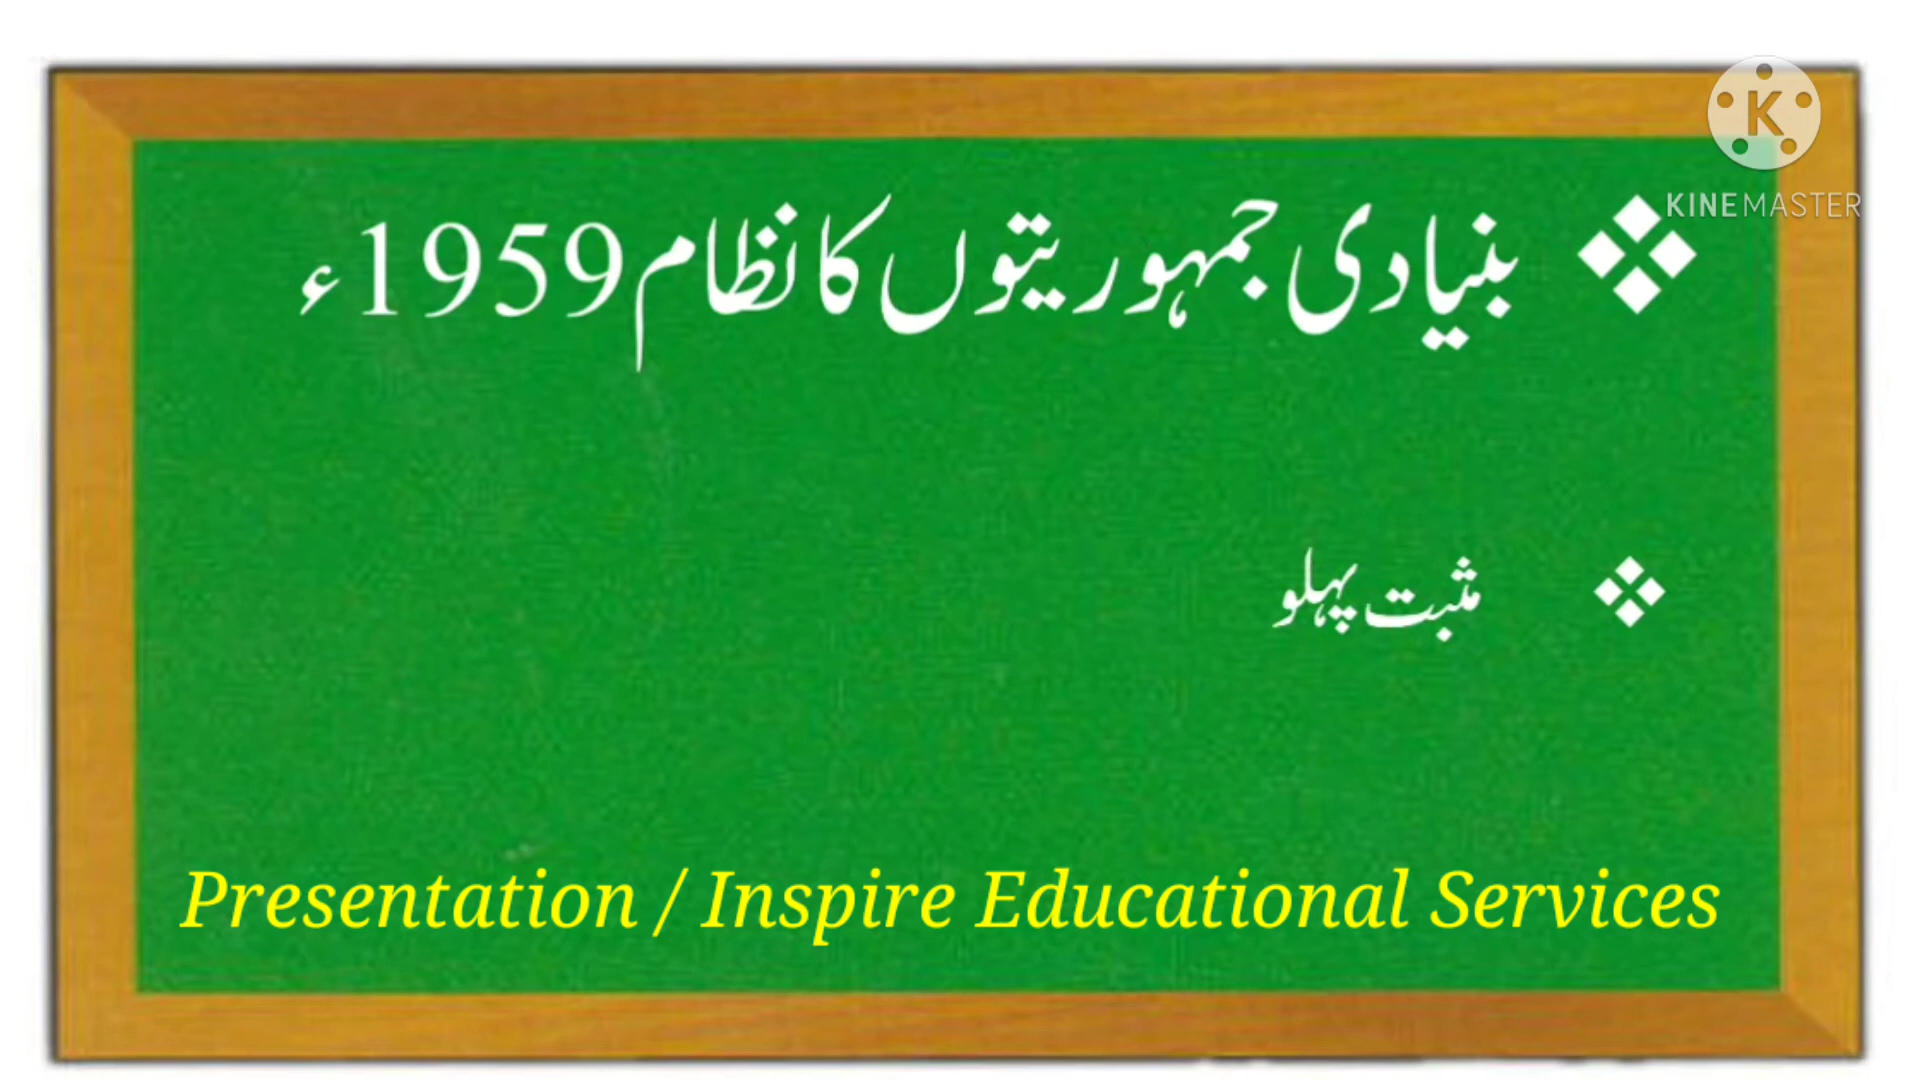 ❖ بنیادی جمہوریتوں کا نظام 1959ء
KINEMASTER
❖ مثبت پہلو
Presentation / Inspire Educational Services